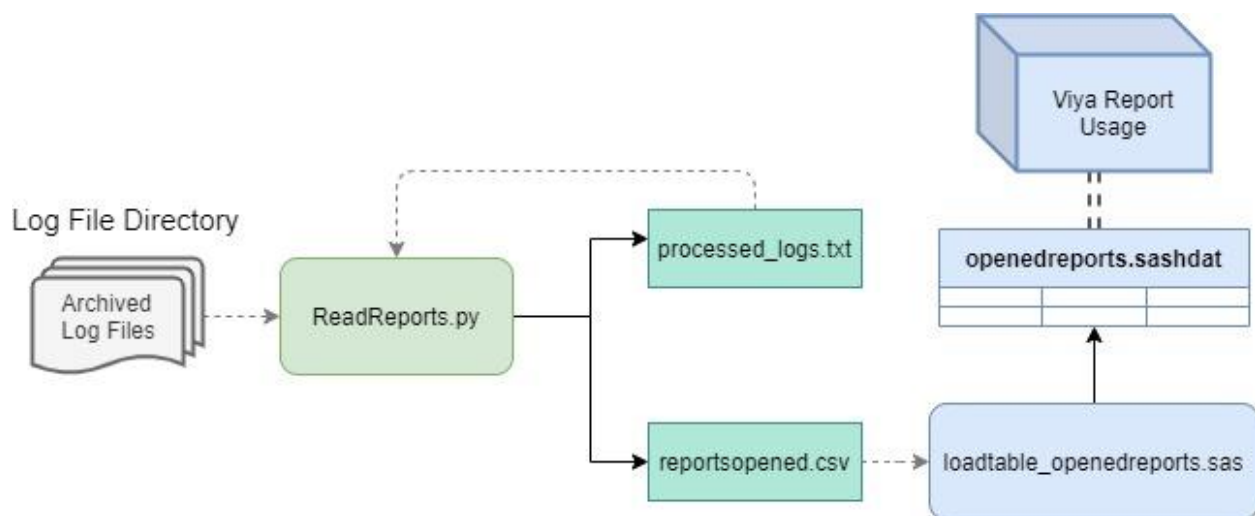 Viya Report
Usage
Log File Directory
Archived
Log Files
ReadReports.py
processed_logs.txt
openedreports.sashdat
reportsopened.csv
loadtable_openedreports.sas